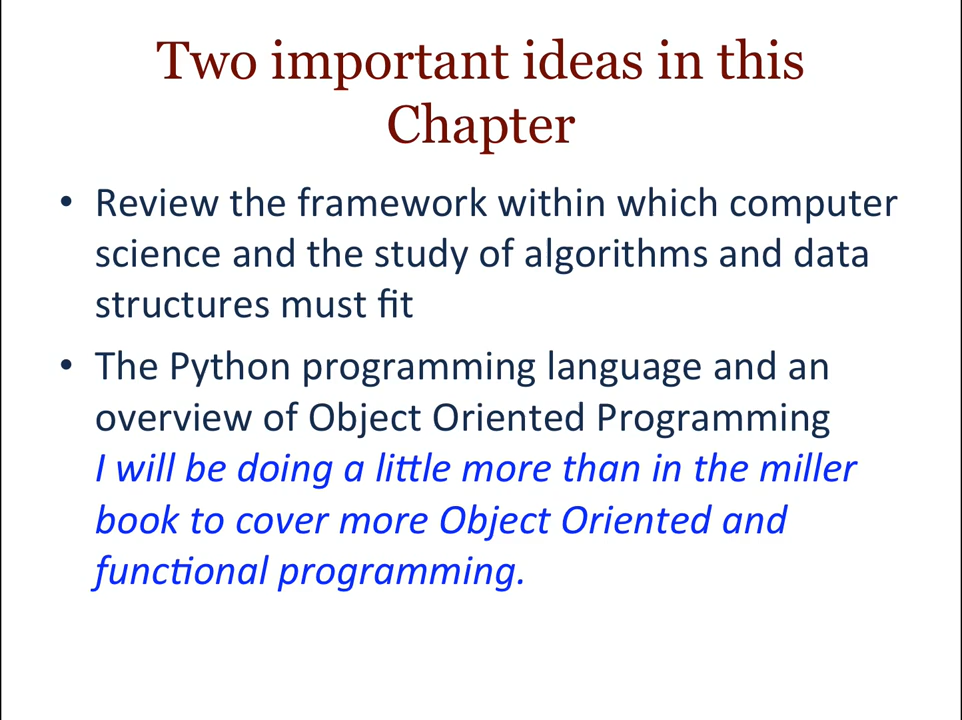 Two important ideas in this
Chapter
• Review the framework within which computer
science and the study of algorithms and data
structures must fit
• The Python programming language and an
overview of Object Oriented Programming
I will be doing a little more than in the miller
book to cover more Object Oriented and
functional programming.